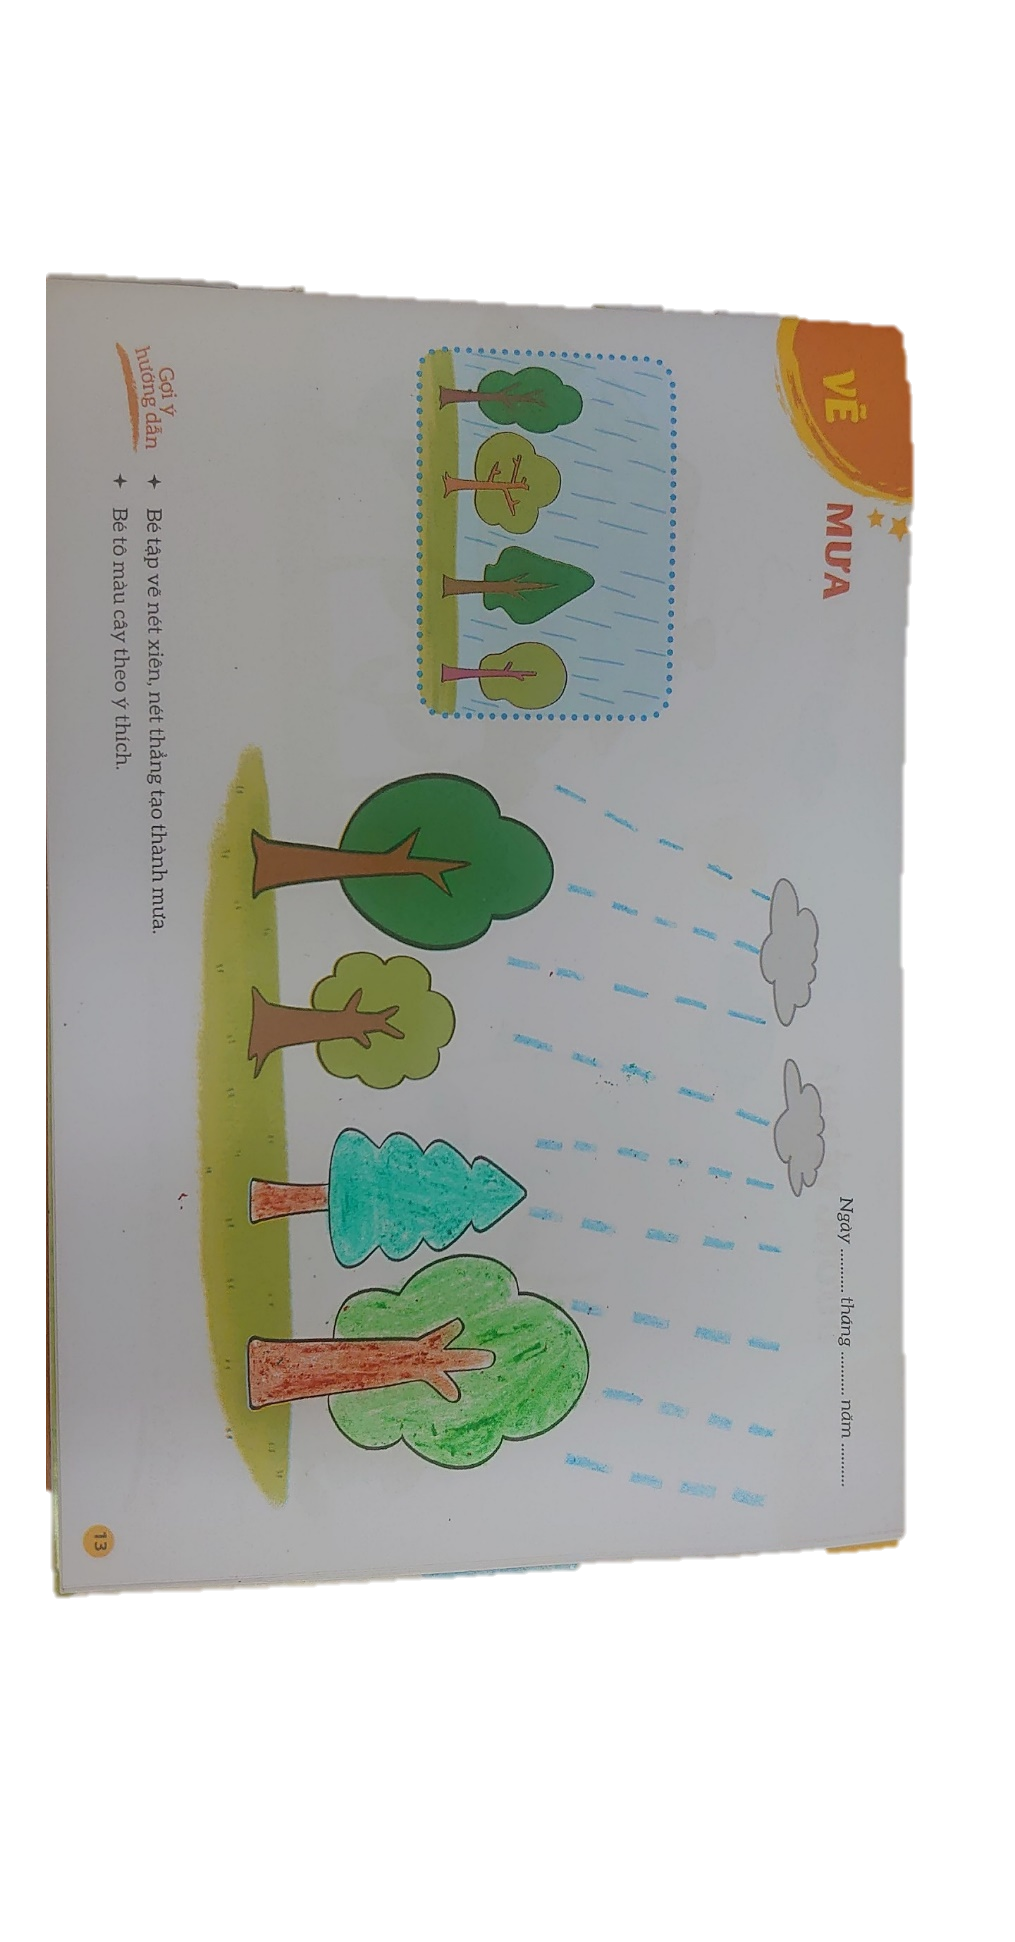 VẼ
MƯA
Ngày .......... tháng .......... năm ..........
Gợi ý
hướng dẫn
Bé tập vẽ nét xiên, nét thẳng tạo thành mưa.
Bé tô màu cây theo ý thích.
13